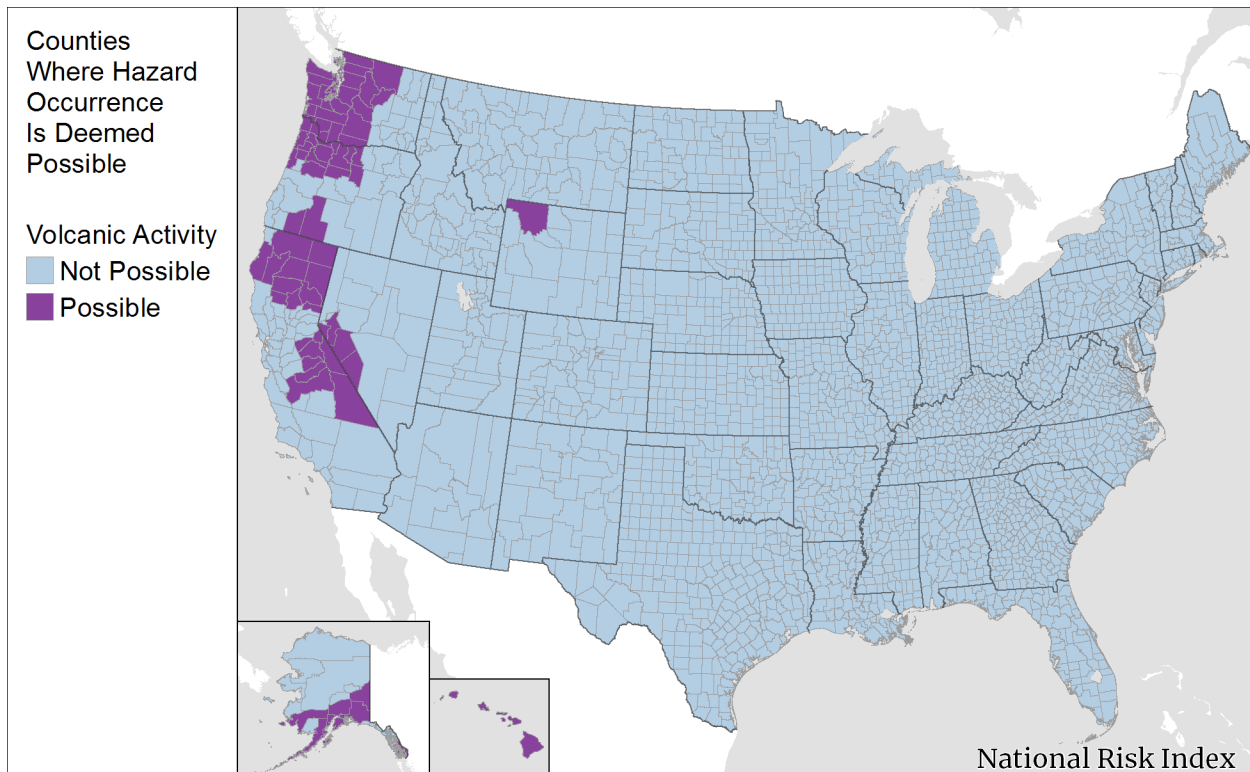 Counties
Where Hazard
Occurrence
Is Deemed
Possible
Volcanic Activity
Not Possible
Possible
National Risk Index